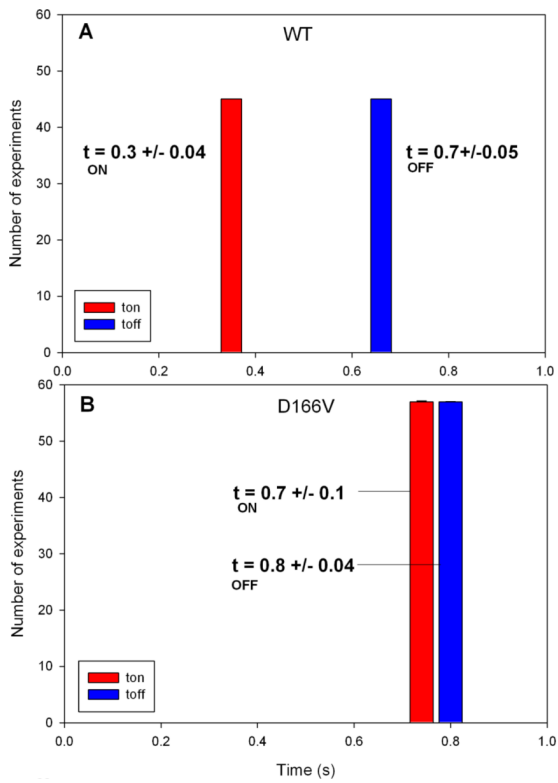 A
WT
60
50
40
30
20
10
0
Number of experiments
t = 0.3 +/- 0.04
ON
t = 0.7+/-0.05
OFF
ton
toff
0.0 0.2 0.4 0.6 0.8 1.0
B
D166V
60
50
40
30
20
10
0
Number of experiments
t = 0.7 +/- 0.1
ON
t = 0.8 +/- 0.04
OFF
ton
toff
0.0 0.2 0.4 0.6 0.8 1.0
Time (s)